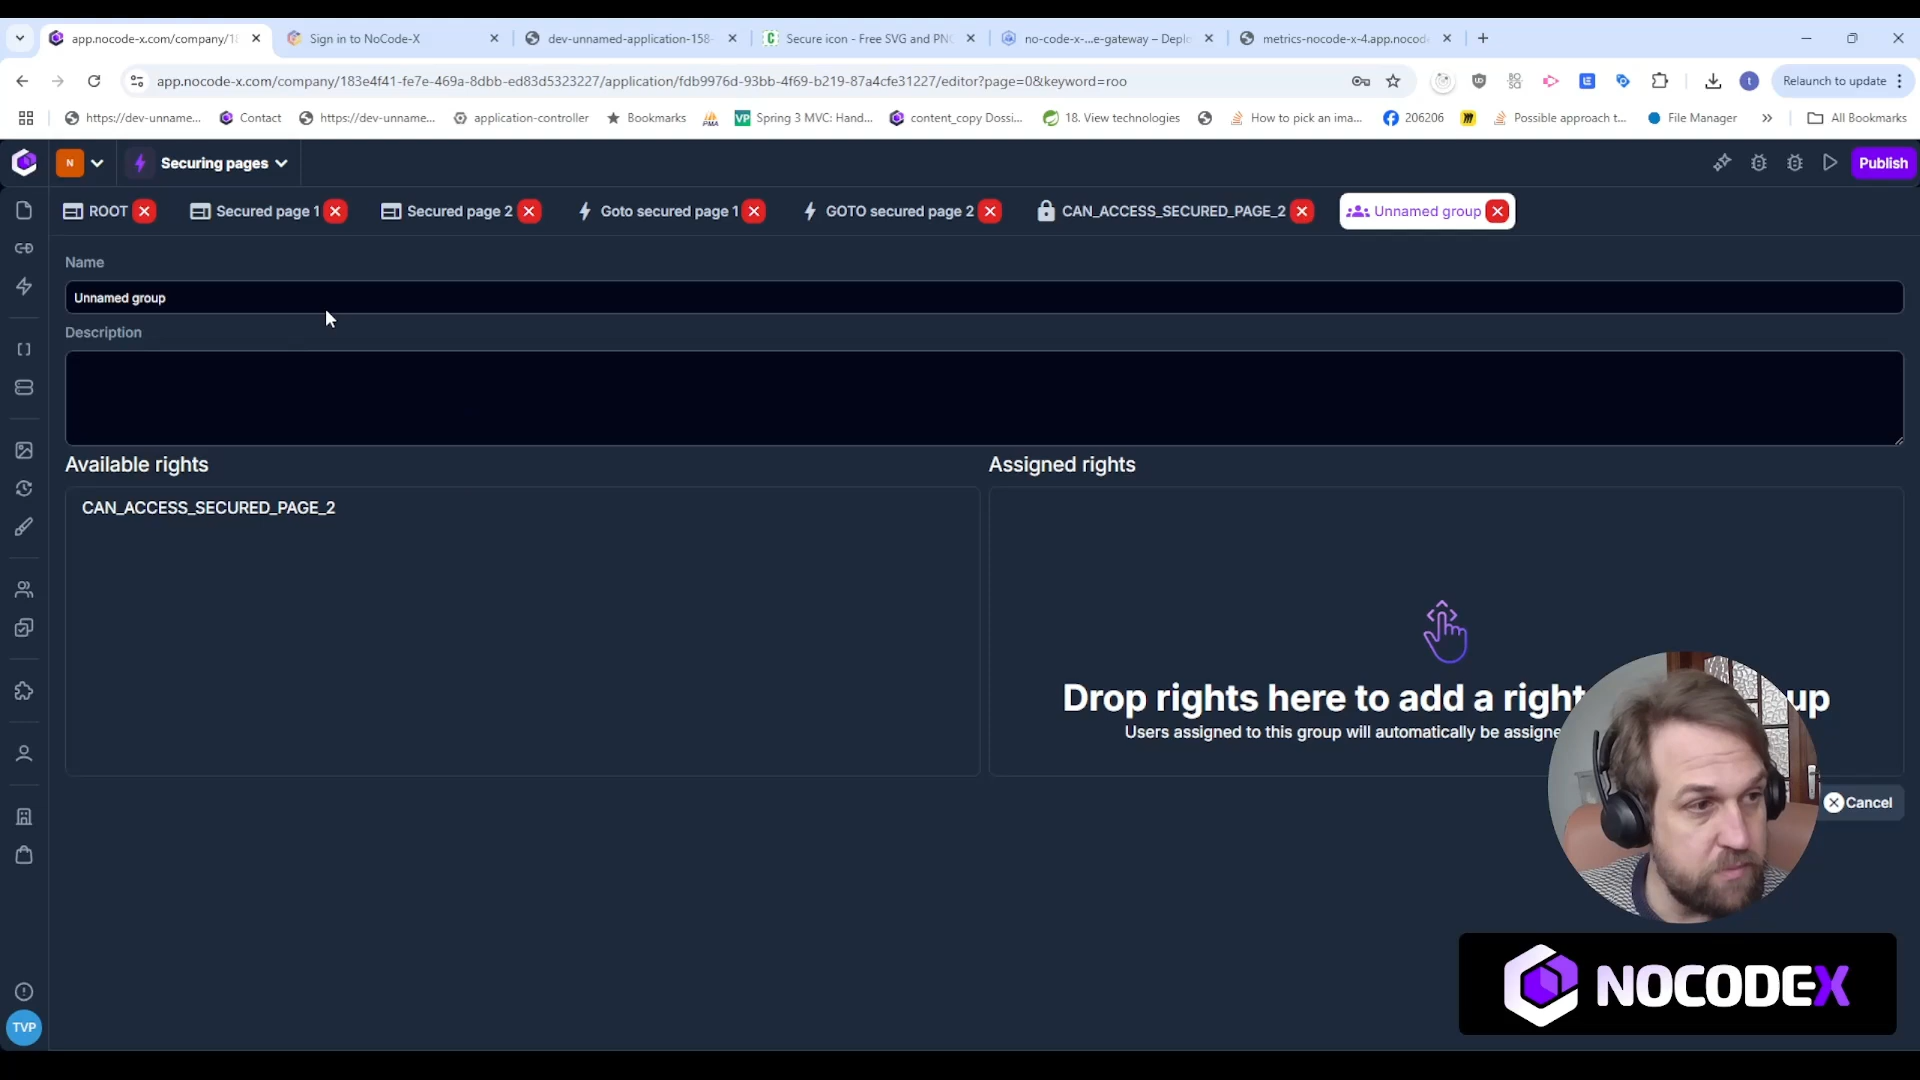 app.nocode-x.com/company/18
Sign in to NoCode-X
dev-unnamed-application-158-
Secure icon - Free SVG and PNG
no-code-x-...e-gateway – Deplo
metrics-nocode-x-4.app.nocod
app.nocode-x.com/company/183e4f41-fe7e-469a-8dbb-ed83d5323227/application/fdb9976d-93bb-4f69-b219-87a4cfe31227/editor?page=0&keyword=roo
Relaunch to update
https://dev-unname...
Contact
https://dev-unname...
application-controller
Bookmarks
Spring 3 MVC: Hand...
content_copy Dossi...
18. View technologies
How to pick an ima...
206206
Possible approach t...
File Manager
All Bookmarks
N
Securing pages
Publish
ROOT
Secured page 1
Secured page 2
Goto secured page 1
GOTO secured page 2
CAN_ACCESS_SECURED_PAGE_2
Unnamed group
Name
Unnamed group
Description
Available rights
Assigned rights
CAN_ACCESS_SECURED_PAGE_2
Drop rights here to add a right up
Users assigned to this group will automatically be assigne
Cancel
NOCODEX
TVP